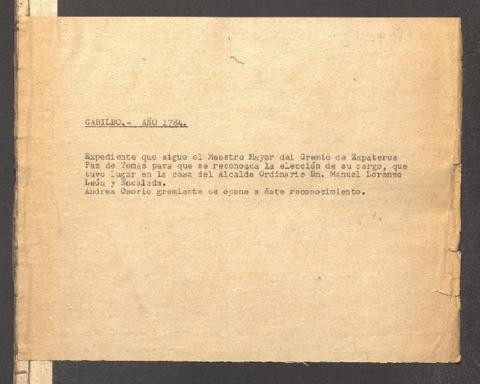 CABILDO.- AÑO 1784.
Expediente que sigue el Maestro Mayor del Gremio de Zapateros
Paz de Tomas para que se reconozca la elección de su cargo, que
tuvo lugar en la casa del Alcalde Ordinario Dn. Manuel Loranzo
León y Encalada.
Andres Osorio gremiante se opone a éste reconocimiento.